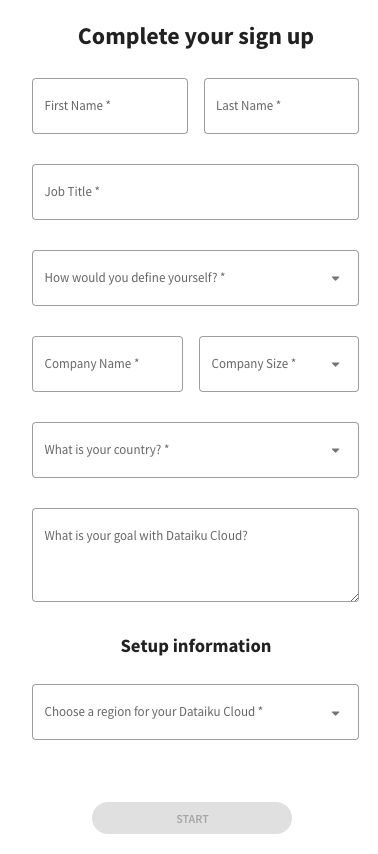 Complete your sign up
First Name *
Last Name *
Job Title *
How would you define yourself? *
Company Name *
Company Size *
What is your country? *
What is your goal with Dataiku Cloud?
Setup information
Choose a region for your Dataiku Cloud *
START